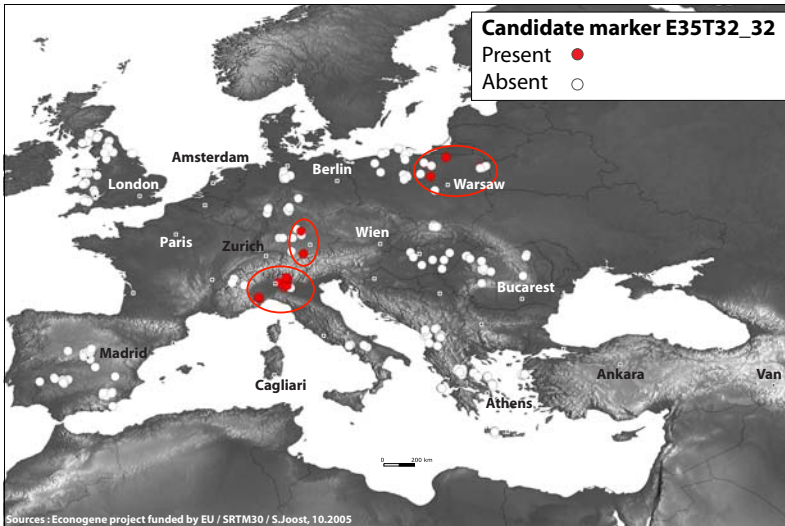 Candidate marker E35T32_32
Present
Absent
Amsterdam
Berlin
London
Warsaw
Paris
Zurich
Wien
Bucarest
Madrid
Cagliari
Ankara
Van
Athens
0 200 km
Sources : Econogene project funded by EU / SRTM30 / S.Joost, 10.2005